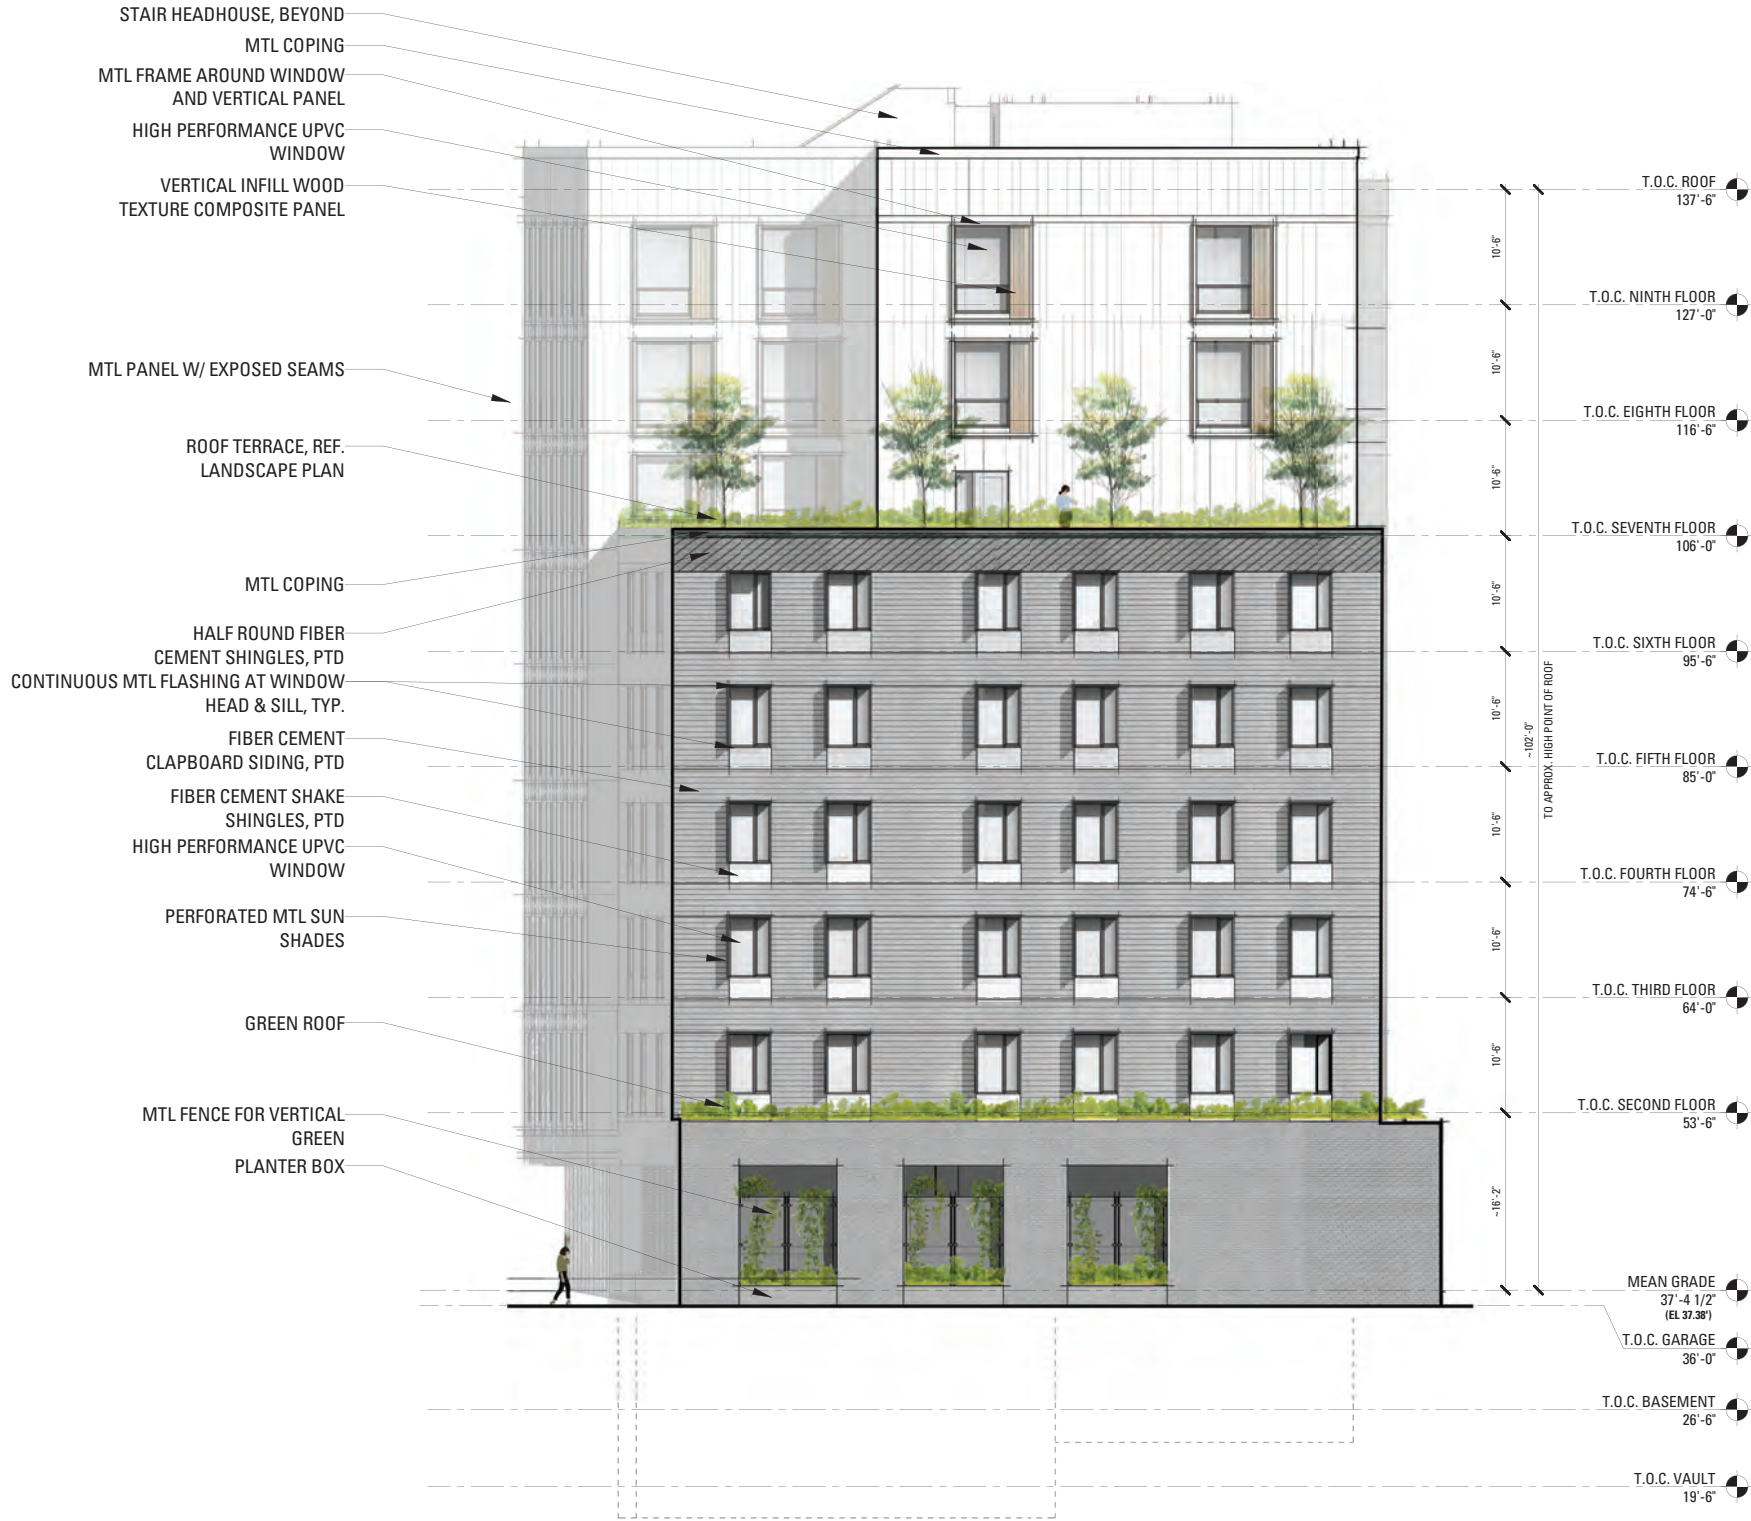 STAIR HEADHOUSE, BEYOND
MTL COPING
MTL FRAME AROUND WINDOW
AND VERTICAL PANEL
HIGH PERFORMANCE UPVC
WINDOW
VERTICAL INFILL WOOD
TEXTURE COMPOSITE PANEL
MTL PANEL W/ EXPOSED SEAMS
ROOF TERRACE, REF.
LANDSCAPE PLAN
MTL COPING
HALF ROUND FIBER
CEMENT SHINGLES, PTD
CONTINUOUS MTL FLASHING AT WINDOW
HEAD & SILL, TYP.
FIBER CEMENT
CLAPBOARD SIDING, PTD
FIBER CEMENT SHAKE
SHINGLES, PTD
HIGH PERFORMANCE UPVC
WINDOW
PERFORATED MTL SUN
SHADES
GREEN ROOF
MTL FENCE FOR VERTICAL
GREEN
PLANTER BOX
10'-6"
10'-6"
10'-6"
10'-6"
10'-6"
10'-6"
10'-6"
10'-6"
~16'-2"
~102'-0"
TO APPROX. HIGH POINT OF ROOF
T.O.C. ROOF
137'-6"
T.O.C. NINTH FLOOR
127'-0"
T.O.C. EIGHTH FLOOR
116'-6"
T.O.C. SEVENTH FLOOR
106'-0"
T.O.C. SIXTH FLOOR
95'-6"
T.O.C. FIFTH FLOOR
85'-0"
T.O.C. FOURTH FLOOR
74'-6"
T.O.C. THIRD FLOOR
64'-0"
T.O.C. SECOND FLOOR
53'-6"
MEAN GRADE
37'-4 1/2"
(EL 37.38')
T.O.C. GARAGE
36'-0"
T.O.C. BASEMENT
26'-6"
T.O.C. VAULT
19'-6"